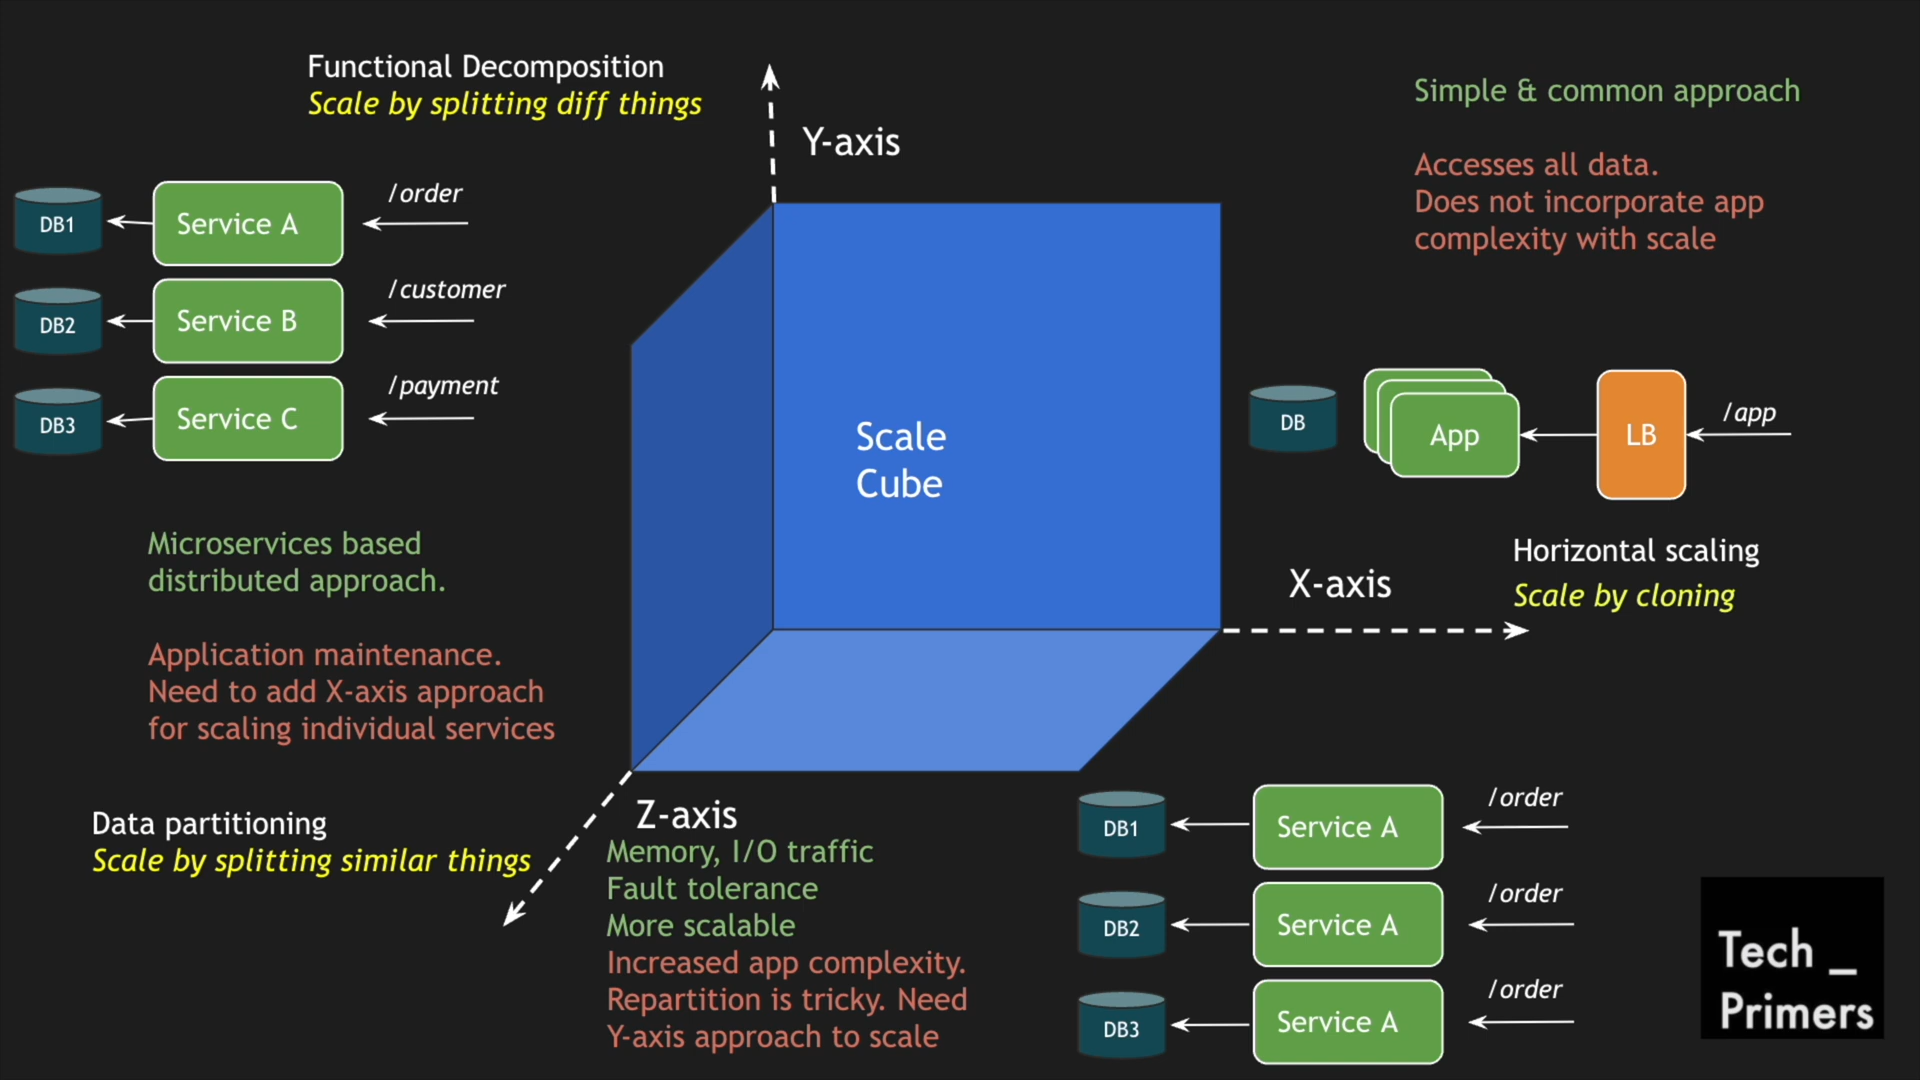 Functional Decomposition
Scale by splitting diff things
Y-axis
DB1
Service A
/order
DB2
Service B
/customer
DB3
Service C
/payment
Microservices based
distributed approach.
Application maintenance.
Need to add X-axis approach
for scaling individual services
Scale
Cube
Simple & common approach
Accesses all data.
Does not incorporate app
complexity with scale
DB
App
LB
/app
Horizontal scaling
Scale by cloning
X-axis
Data partitioning
Scale by splitting similar things
Z-axis
Memory, I/O traffic
Fault tolerance
More scalable
Increased app complexity.
Repartition is tricky. Need
Y-axis approach to scale
DB1
Service A
/order
DB2
Service A
/order
DB3
Service A
/order
Tech _
Primers